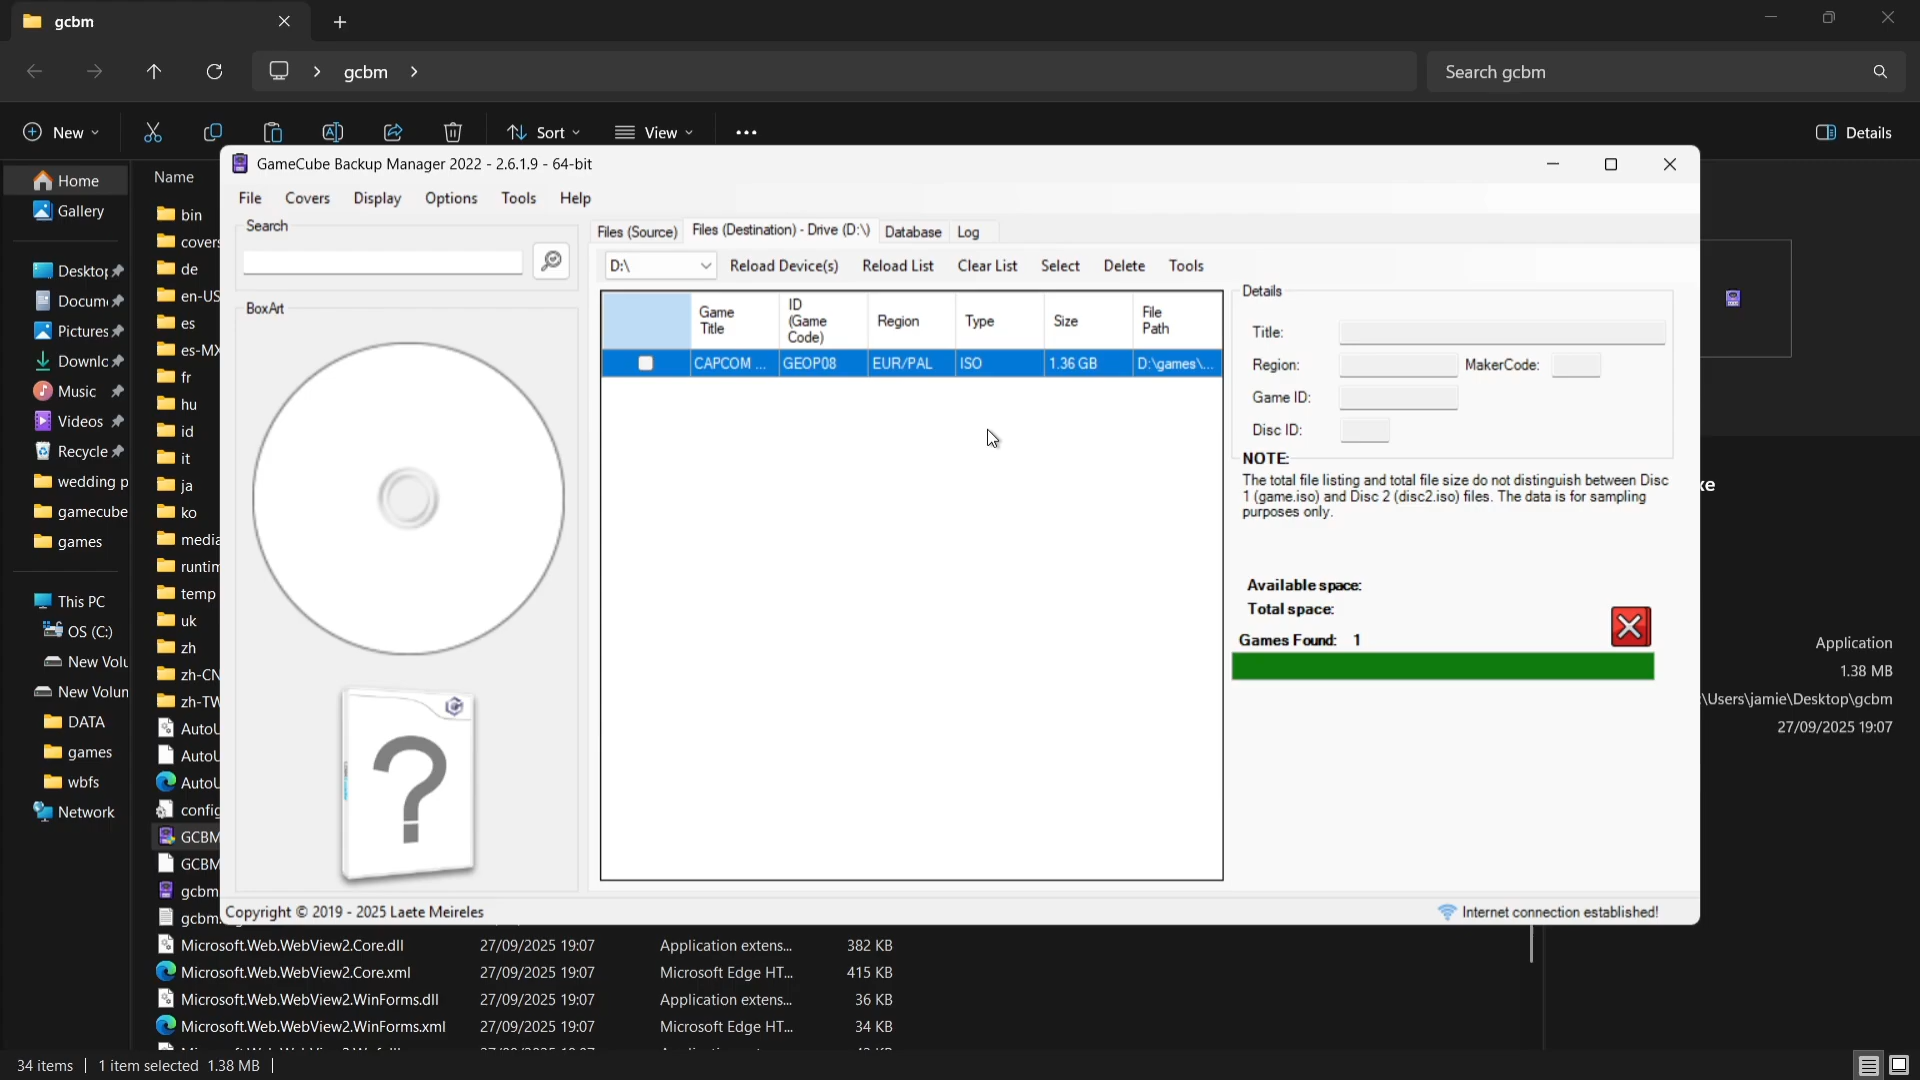 gcbm
gcbm
Search gcbm
New
Sort
View
Details
Home
Gallery
Desktop
Docum
Pictures
Downlo
Music
Videos
Recycle
wedding p
gamecube
games
This PC
OS (C:)
New Volu
New Volum
DATA
games
wbfs
Network
Name
bin
covers
de
en-US
es
es-MX
fr
hu
id
it
ja
ko
media
runtim
temp
uk
zh
zh-CN
zh-TW
AutoU
AutoU
AutoU
config
GCBM
GCBM
gcbm
gcbm.
Microsoft.Web.WebView2.Core.dll 27/09/2025 19:07 Application extens... 382 KB
Microsoft.Web.WebView2.Core.xml 27/09/2025 19:07 Microsoft Edge HT... 415 KB
Microsoft.Web.WebView2.WinForms.dll 27/09/2025 19:07 Application extens... 36 KB
Microsoft.Web.WebView2.WinForms.xml 27/09/2025 19:07 Microsoft Edge HT... 34 KB
GameCube Backup Manager 2022 - 2.6.1.9 - 64-bit
File Covers Display Options Tools Help
Search
BoxArt
?
Files (Source) Files (Destination) - Drive (D:\) Database Log
D:\ Reload Device(s) Reload List Clear List Select Delete Tools
Game Title ID (Game Code) Region Type Size File Path
CAPCOM ... GEOP08 EUR/PAL ISO 1.36 GB D:\games\...
Details
Title:
Region: MakerCode:
Game ID:
Disc ID:
NOTE:
The total file listing and total file size do not distinguish between Disc
1 (game.iso) and Disc 2 (disc2.iso) files. The data is for sampling
purposes only.
Available space:
Total space:
Games Found: 1
Copyright © 2019 - 2025 Laete Meireles
Internet connection established!
xe
Application
1.38 MB
\Users\jamie\Desktop\gcbm
27/09/2025 19:07
34 items 1 item selected 1.38 MB